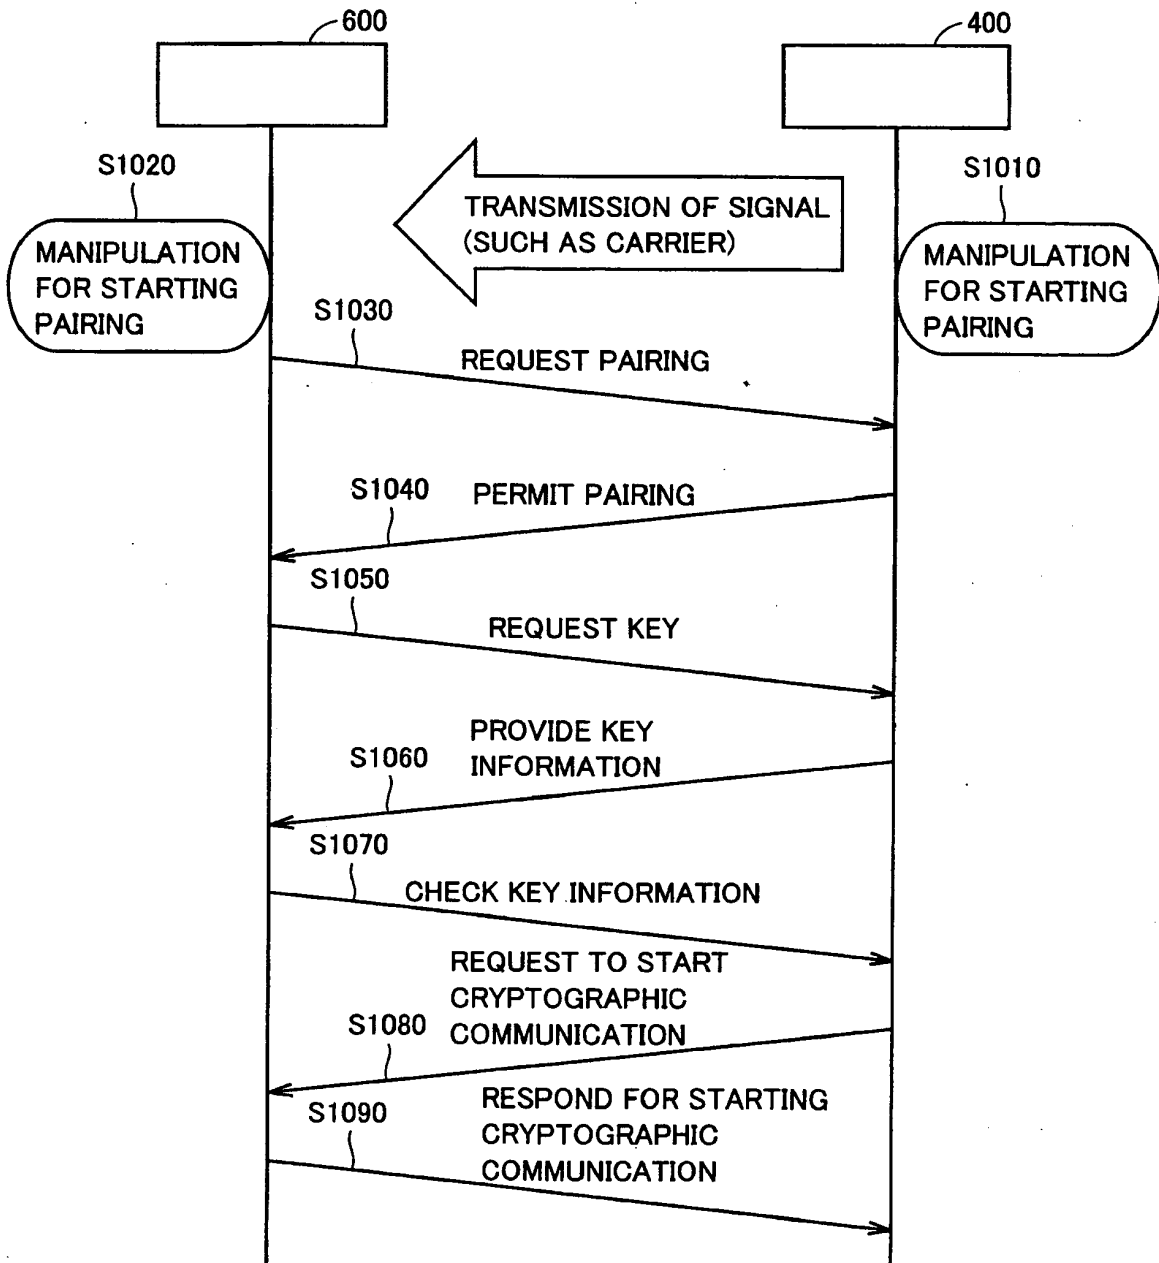 600
400
S1020
S1010
TRANSMISSION OF SIGNAL
(SUCH AS CARRIER)
MANIPULATION
FOR STARTING
PAIRING
MANIPULATION
FOR STARTING
PAIRING
S1030
REQUEST PAIRING
S1040
PERMIT PAIRING
S1050
REQUEST KEY
PROVIDE KEY
INFORMATION
S1060
S1070
CHECK KEY INFORMATION
REQUEST TO START
CRYPTOGRAPHIC
COMMUNICATION
S1080
RESPOND FOR STARTING
CRYPTOGRAPHIC
COMMUNICATION
S1090